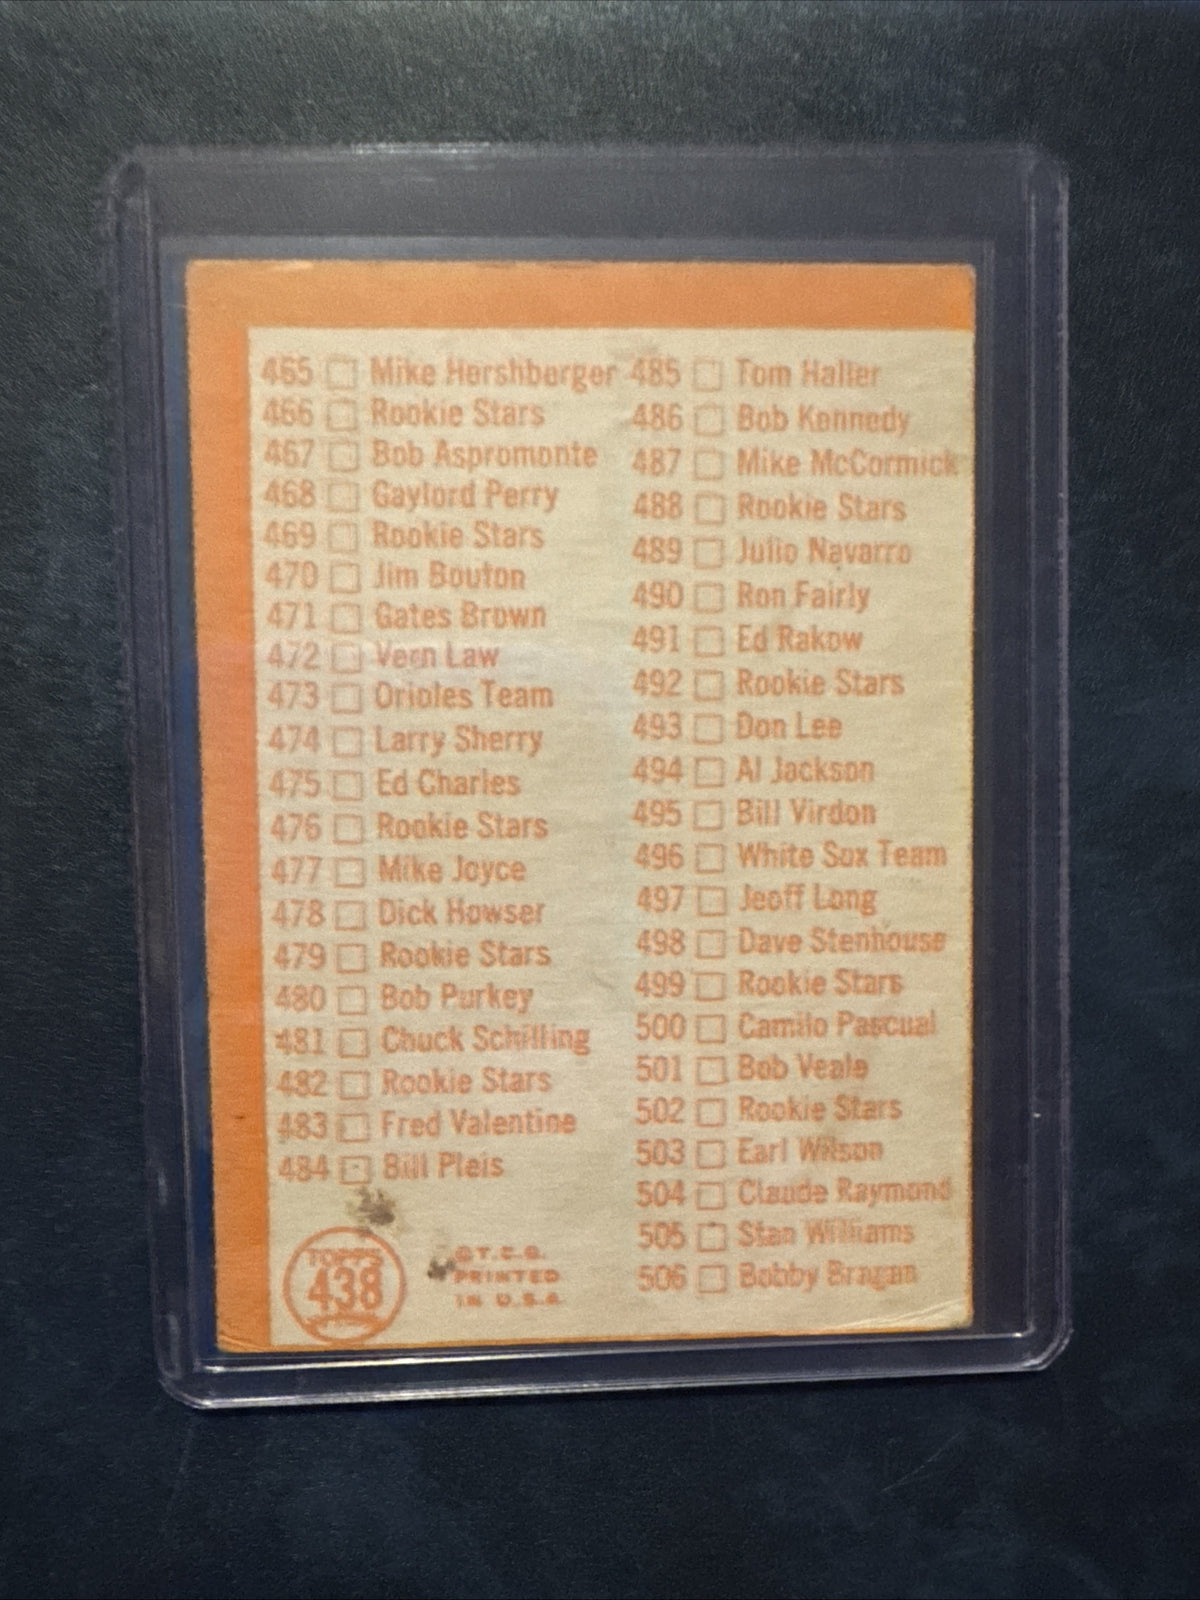 465 Mike Hershberger
466 Rookie Stars
467 Bob Aspromonte
468 Gaylord Perry
469 Rookie Stars
470 Jim Bouton
471 Gates Brown
472 Vern Law
473 Orioles Team
474 Larry Sherry
475 Ed Charles
476 Rookie Stars
477 Mike Joyce
478 Dick Howser
479 Rookie Stars
480 Bob Purkey
481 Chuck Schilling
482 Rookie Stars
483 Fred Valentine
484 Bill Pleis
TOPPS
438
© T.C.G.
PRINTED
IN U.S.A.
485 Tom Haller
486 Bob Kennedy
487 Mike McCormick
488 Rookie Stars
489 Julio Navarro
490 Ron Fairly
491 Ed Rakow
492 Rookie Stars
493 Don Lee
494 Al Jackson
495 Bill Virdon
496 White Sox Team
497 Jeoff Long
498 Dave Stenhouse
499 Rookie Stars
500 Camilo Pascual
501 Bob Veale
502 Rookie Stars
503 Earl Wilson
504 Claude Raymond
505 Stan Williams
506 Bobby Bragan